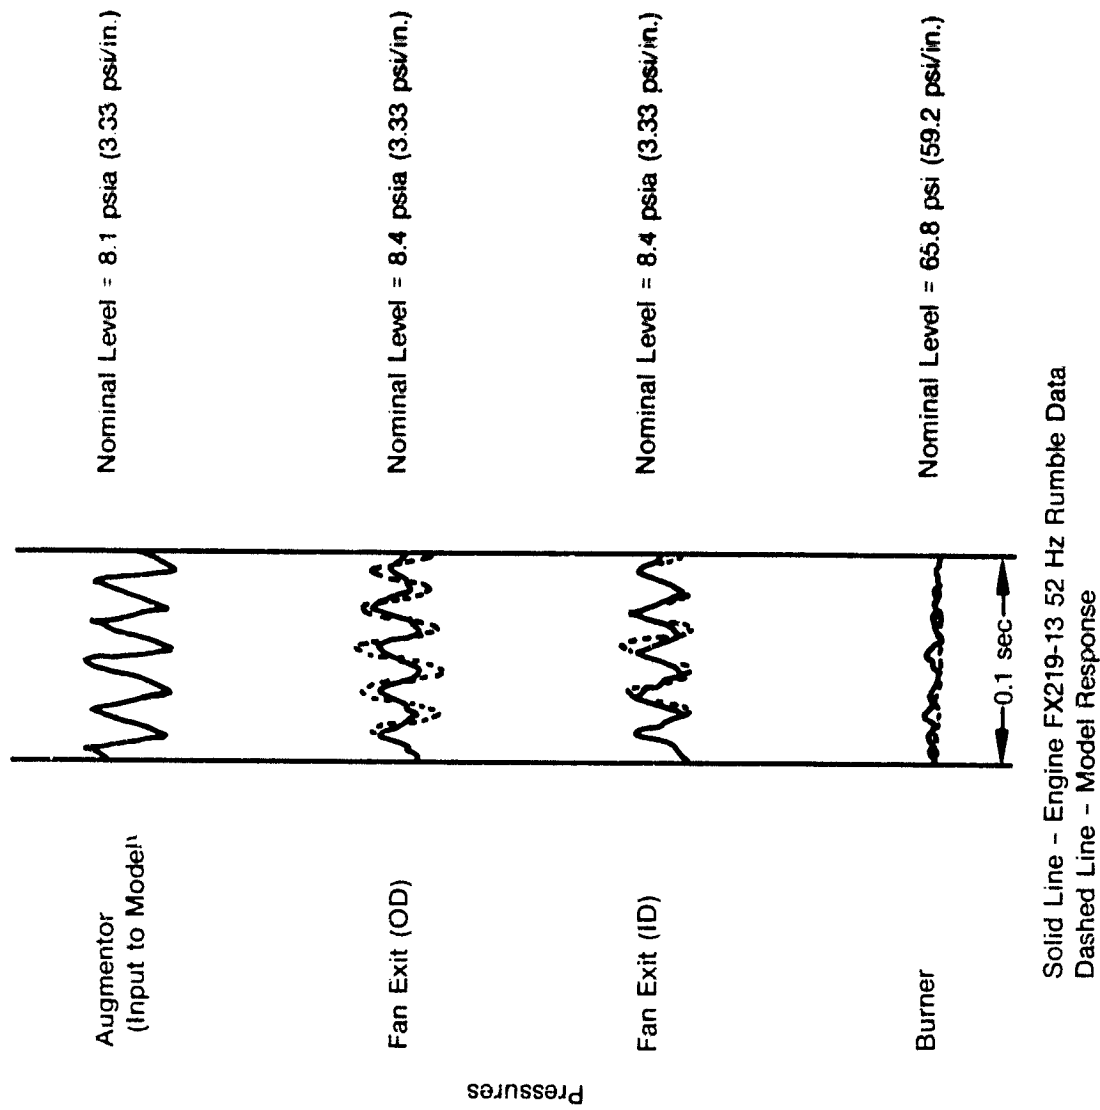 Pressures
Augmentor
(Input to Model)
Nominal Level = 8.1 psia (3.33 psi/in.)
Fan Exit (OD)
Nominal Level = 8.4 psia (3.33 psi/in.)
Fan Exit (ID)
Nominal Level = 8.4 psia (3.33 psi/in.)
Burner
Nominal Level = 65.8 psi (59.2 psi/in.)
0.1 sec
Solid Line - Engine FX219-13 52 Hz Rumble Data
Dashed Line - Model Response